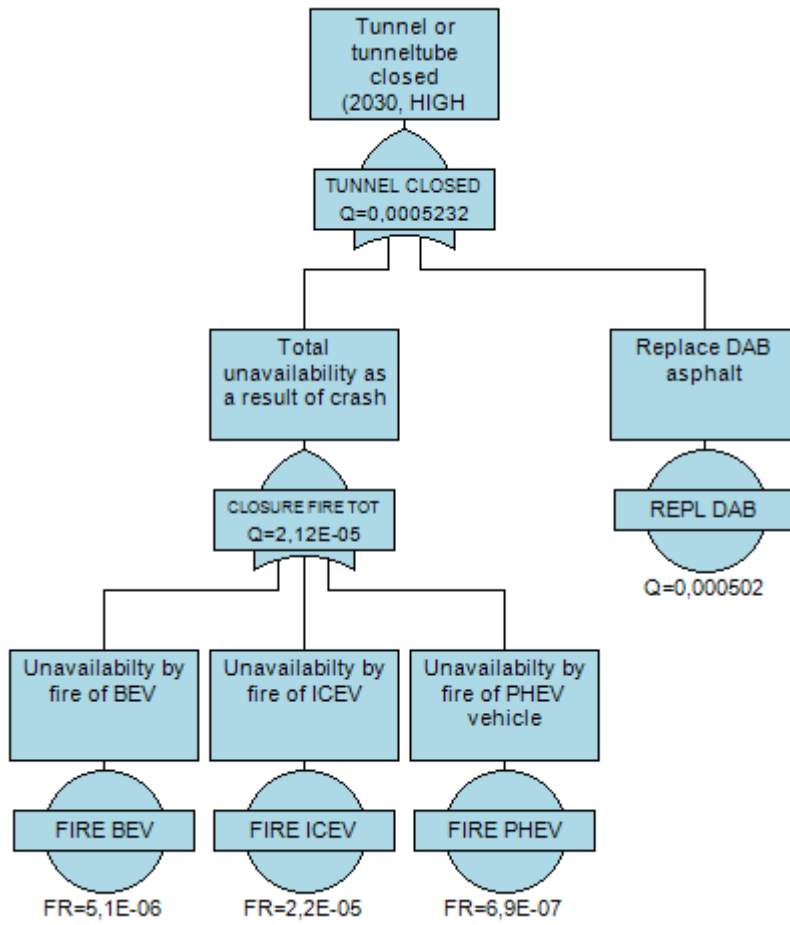 Tunnel or
tunneltube
closed
(2030, HIGH
TUNNEL CLOSED
Q=0,0005232
Total
unavailability as
a result of crash
Replace DAB
asphalt
CLOSURE FIRE TOT
Q=2,12E-05
REPL DAB
Q=0,000502
Unavailabilty by
fire of BEV
Unavailabilty by
fire of ICEV
Unavailabilty by
fire of PHEV
vehicle
FIRE BEV
FIRE ICEV
FIRE PHEV
FR=5,1E-06
FR=2,2E-05
FR=6,9E-07